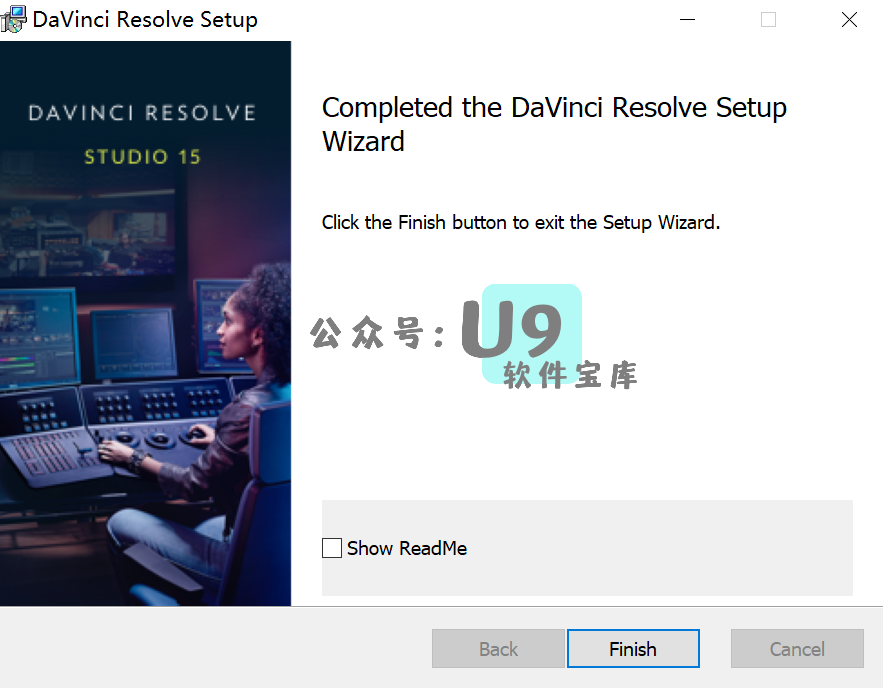 DaVinci Resolve Setup
DAVINCI RESOLVE
STUDIO 15
Completed the DaVinci Resolve Setup
Wizard
Click the Finish button to exit the Setup Wizard.
公众号: U9
软件宝库
Show ReadMe
Back
Finish
Cancel